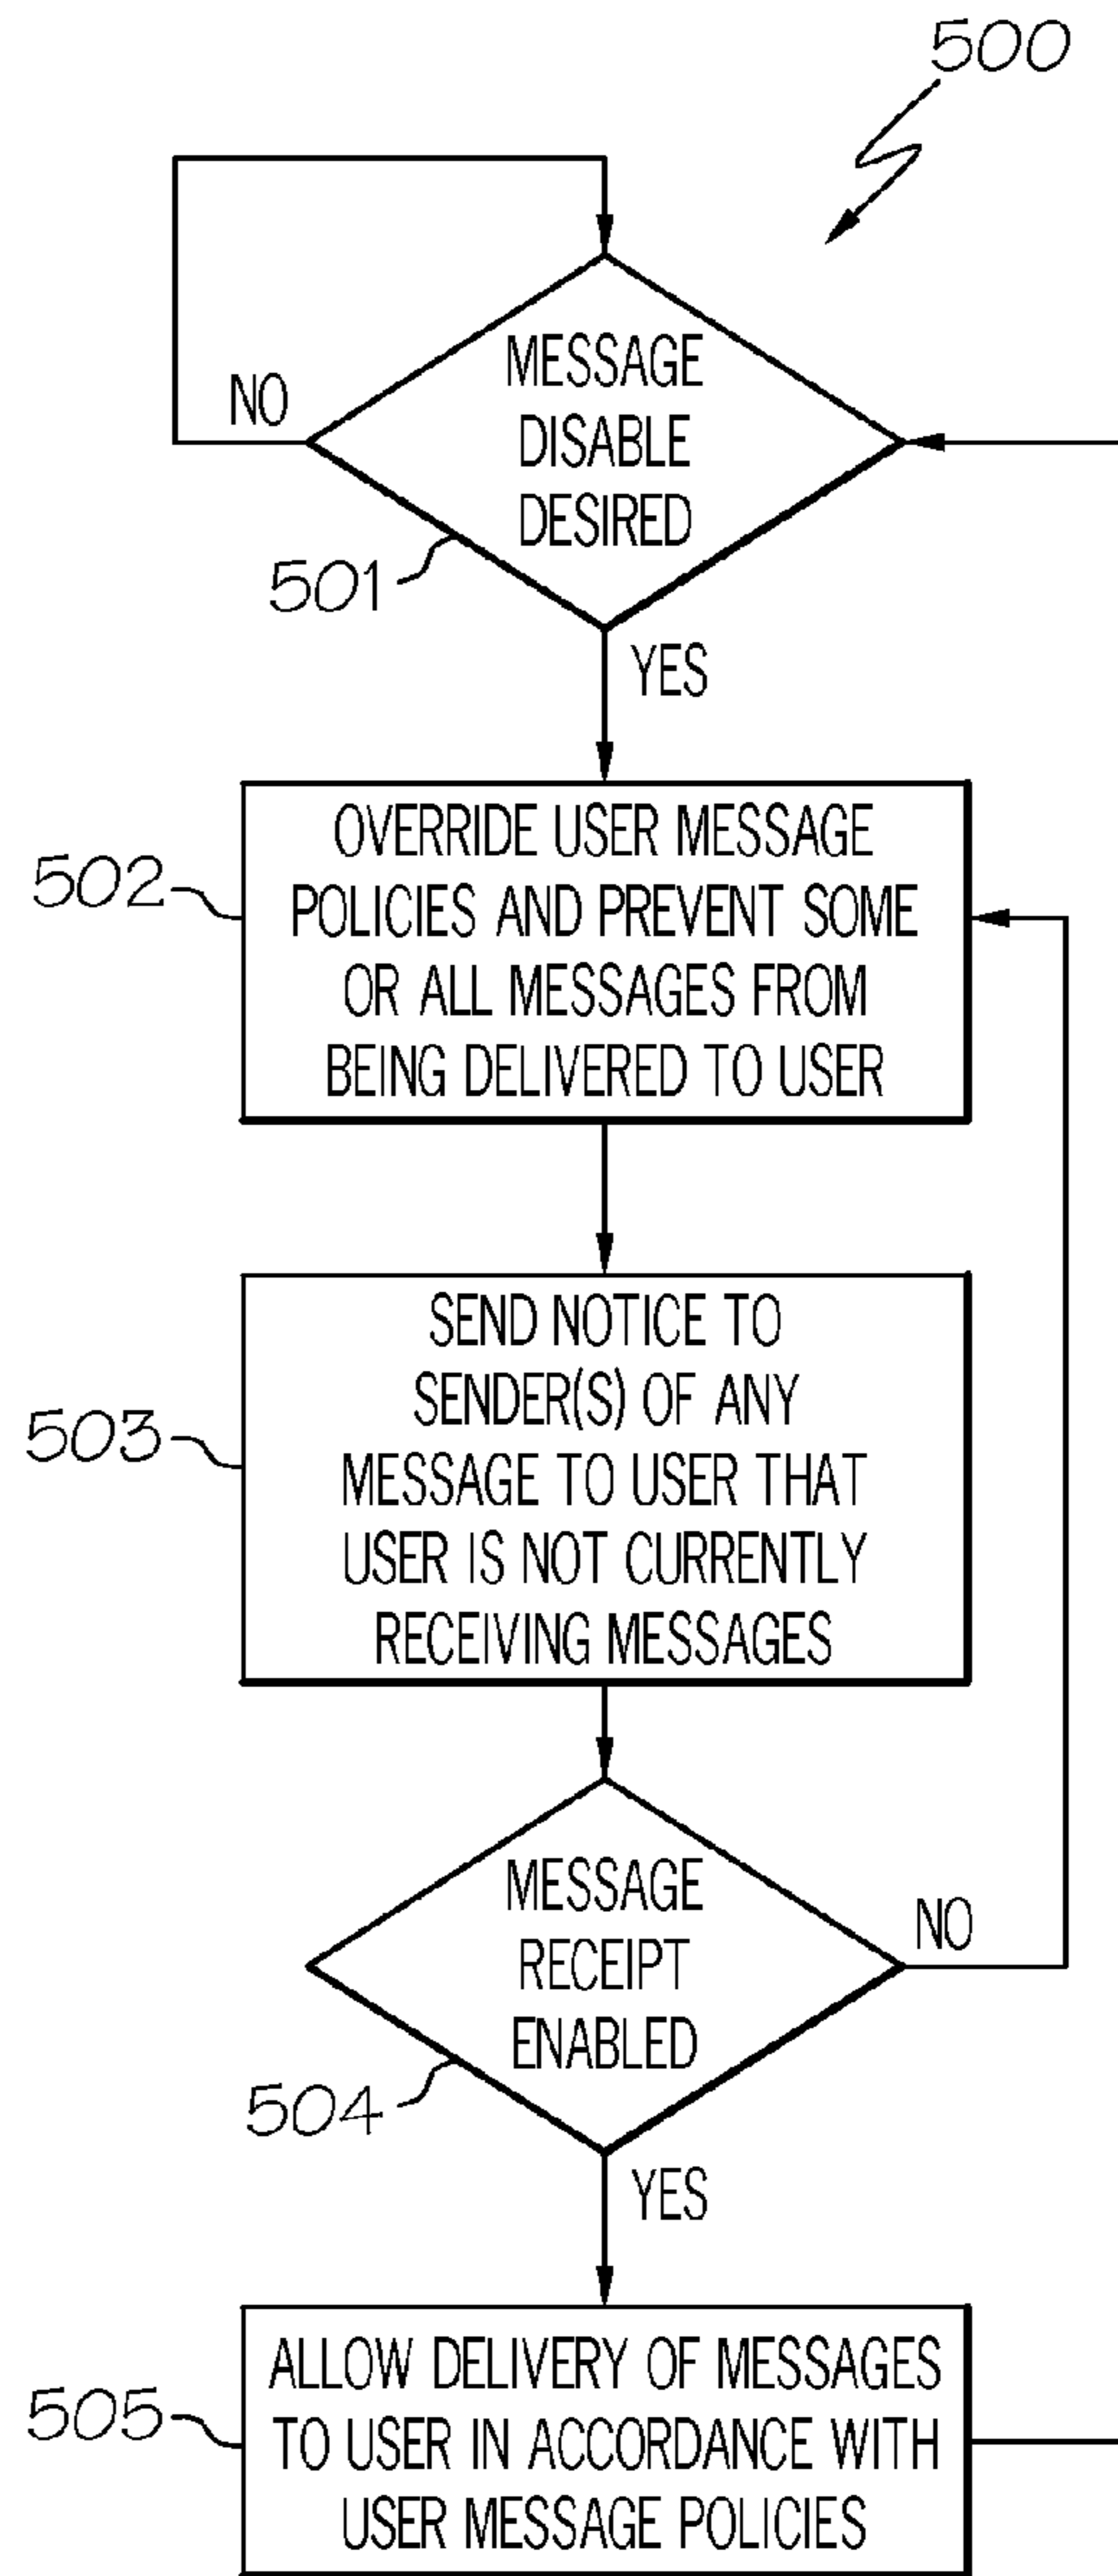 500
MESSAGE
DISABLE
DESIRED
NO
501
YES
OVERRIDE USER MESSAGE
POLICIES AND PREVENT SOME
OR ALL MESSAGES FROM
BEING DELIVERED TO USER
502
SEND NOTICE TO
SENDER(S) OF ANY
MESSAGE TO USER THAT
USER IS NOT CURRENTLY
RECEIVING MESSAGES
503
MESSAGE
RECEIPT
ENABLED
NO
504
YES
ALLOW DELIVERY OF MESSAGES
TO USER IN ACCORDANCE WITH
USER MESSAGE POLICIES
505